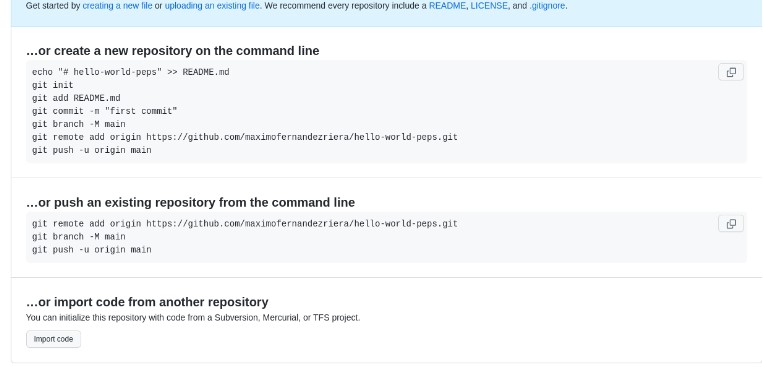 Get started by creating a new file or uploading an existing file. We recommend every repository include a README, LICENSE, and .gitignore.
…or create a new repository on the command line
echo "# hello-world-peps" >> README.md
git init
git add README.md
git commit -m "first commit"
git branch -M main
git remote add origin https://github.com/maximofernandezriera/hello-world-peps.git
git push -u origin main
…or push an existing repository from the command line
git remote add origin https://github.com/maximofernandezriera/hello-world-peps.git
git branch -M main
git push -u origin main
…or import code from another repository
You can initialize this repository with code from a Subversion, Mercurial, or TFS project.
Import code